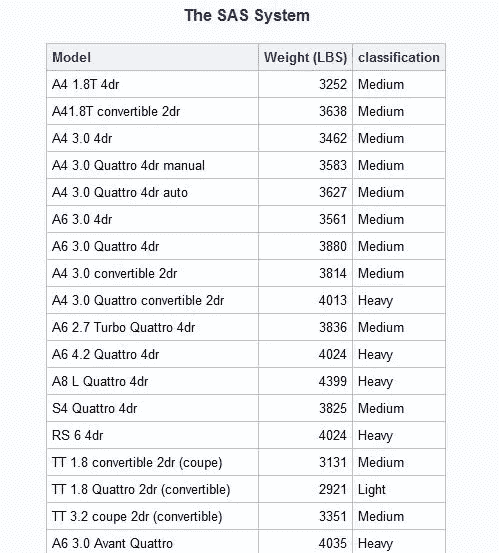 The SAS System
Model Weight (LBS) classification
A4 1.8T 4dr 3252 Medium
A41.8T convertible 2dr 3638 Medium
A4 3.0 4dr 3462 Medium
A4 3.0 Quattro 4dr manual 3583 Medium
A4 3.0 Quattro 4dr auto 3627 Medium
A6 3.0 4dr 3561 Medium
A6 3.0 Quattro 4dr 3880 Medium
A4 3.0 convertible 2dr 3814 Medium
A4 3.0 Quattro convertible 2dr 4013 Heavy
A6 2.7 Turbo Quattro 4dr 3836 Medium
A6 4.2 Quattro 4dr 4024 Heavy
A8 L Quattro 4dr 4399 Heavy
S4 Quattro 4dr 3825 Medium
RS 6 4dr 4024 Heavy
TT 1.8 convertible 2dr (coupe) 3131 Medium
TT 1.8 Quattro 2dr (convertible) 2921 Light
TT 3.2 coupe 2dr (convertible) 3351 Medium
A6 3.0 Avant Quattro 4035 Heavy